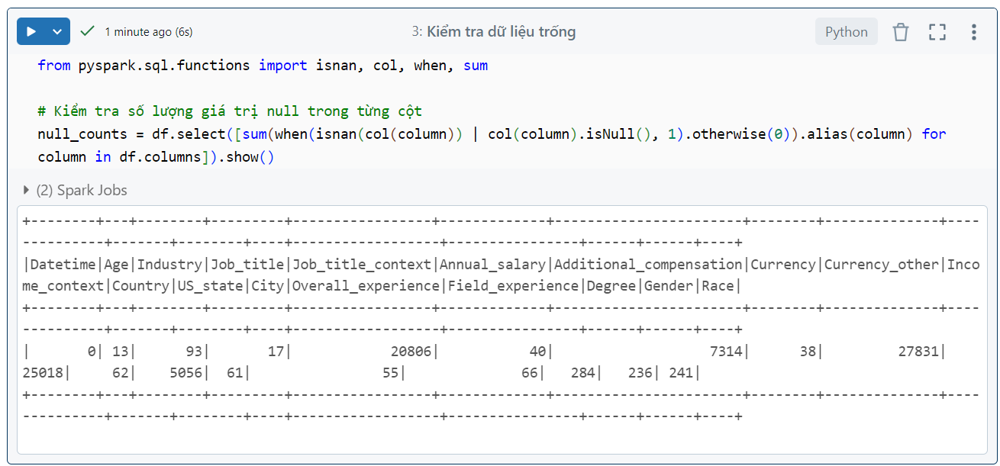 1 minute ago (6s)
3: Kiểm tra dữ liệu trống
Python
from pyspark.sql.functions import isnan, col, when, sum
# Kiểm tra số lượng giá trị null trong từng cột
null_counts = df.select([sum(when(isnan(col(column)) | col(column).isNull(), 1).otherwise(0)).alias(column) for
column in df.columns]).show()
(2) Spark Jobs
+--------+---+--------+---------+-----------------+-------------+-----------------------+--------+--------------+----
----------+-------+--------+----+------------------+----------------+------+------+----+
|Datetime|Age|Industry|Job_title|Job_title_context|Annual_salary|Additional_compensation|Currency|Currency_other|Inco
me_context|Country|US_state|City|Overall_experience|Field_experience|Degree|Gender|Race|
+--------+---+--------+---------+-----------------+-------------+-----------------------+--------+--------------+----
----------+-------+--------+----+------------------+----------------+------+------+----+
|       0| 13|      93|       17|            20806|           40|                   7314|      38|         27831|
25018|     62|    5056|  61|                55|              66|   284|   236| 241|
+--------+---+--------+---------+-----------------+-------------+-----------------------+--------+--------------+----
----------+-------+--------+----+------------------+----------------+------+------+----+